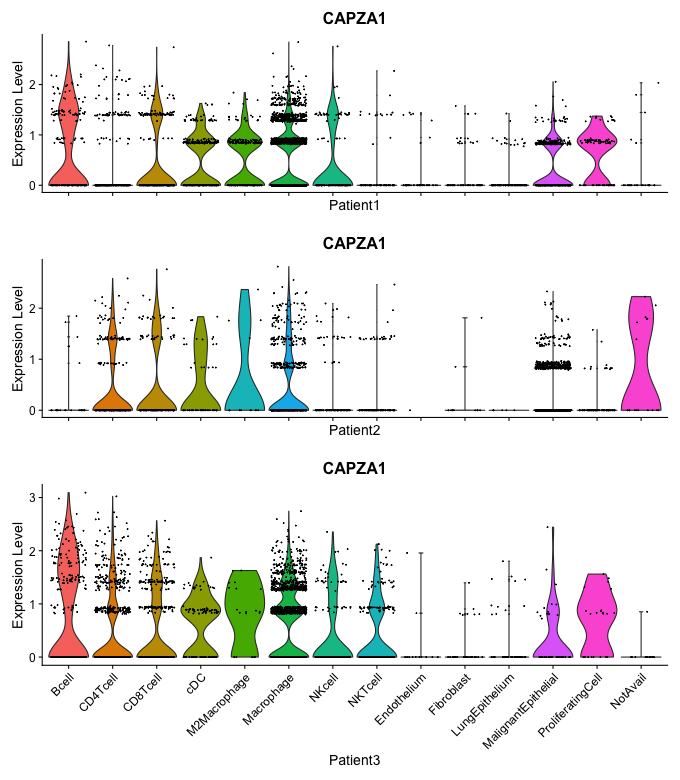 CAPZA1
Expression Level
2
1
0
Patient1
CAPZA1
Expression Level
2
1
0
Patient2
CAPZA1
Expression Level
3
2
1
0
Bcell
CD4Tcell
CD8Tcell
cDC
M2Macrophage
Macrophage
NKcell
NKTcell
Endothelium
Fibroblast
LungEpithelium
MalignantEpithelial
ProliferatingCell
NotAvail
Patient3